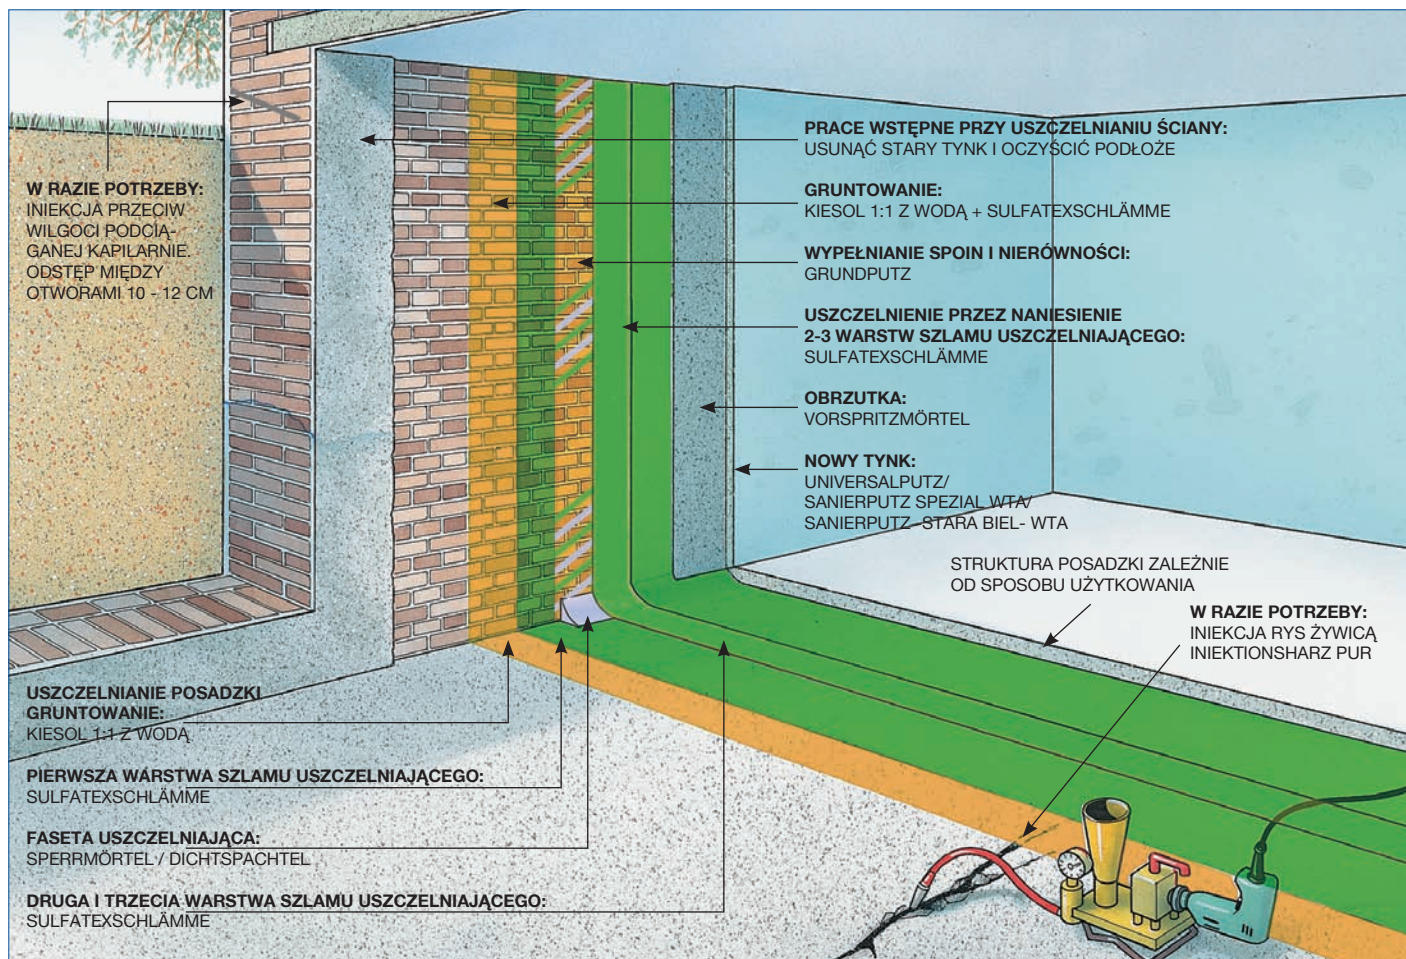 W RAZIE POTRZEBY:
INIEKCJA PRZECIW
WILGOCI PODCIĄ-
GANEJ KAPILARNIE.
ODSTĘP MIĘDZY
OTWORAMI 10 - 12 CM
PRACE WSTĘPNE PRZY USZCZELNIANIU ŚCIANY:
USUNĄĆ STARY TYNK I OCZYŚCIĆ PODŁOŻE
GRUNTOWANIE:
KIESOL 1:1 Z WODĄ + SULFATEXSCHLÄMME
WYPEŁNIANIE SPOIN I NIERÓWNOŚCI:
GRUNDPUTZ
USZCZELNIENIE PRZEZ NANIESIENIE
2-3 WARSTW SZLAMU USZCZELNIAJĄCEGO:
SULFATEXSCHLÄMME
OBRZUTKA:
VORSPRITZMÖRTEL
NOWY TYNK:
UNIVERSALPUTZ/
SANIERPUTZ SPEZIAL WTA/
SANIERPUTZ -STARA BIEL- WTA
STRUKTURA POSADZKI ZALEŻNIE
OD SPOSOBU UŻYTKOWANIA
W RAZIE POTRZEBY:
INIEKCJA RYS ŻYWICĄ
INIEKTIONSHARZ PUR
USZCZELNIANIE POSADZKI
GRUNTOWANIE:
KIESOL 1:1 Z WODĄ
PIERWSZA WARSTWA SZLAMU USZCZELNIAJĄCEGO:
SULFATEXSCHLÄMME
FASETA USZCZELNIAJĄCA:
SPERRMÖRTEL / DICHTSPACHTEL
DRUGA I TRZECIA WARSTWA SZLAMU USZCZELNIAJĄCEGO:
SULFATEXSCHLÄMME